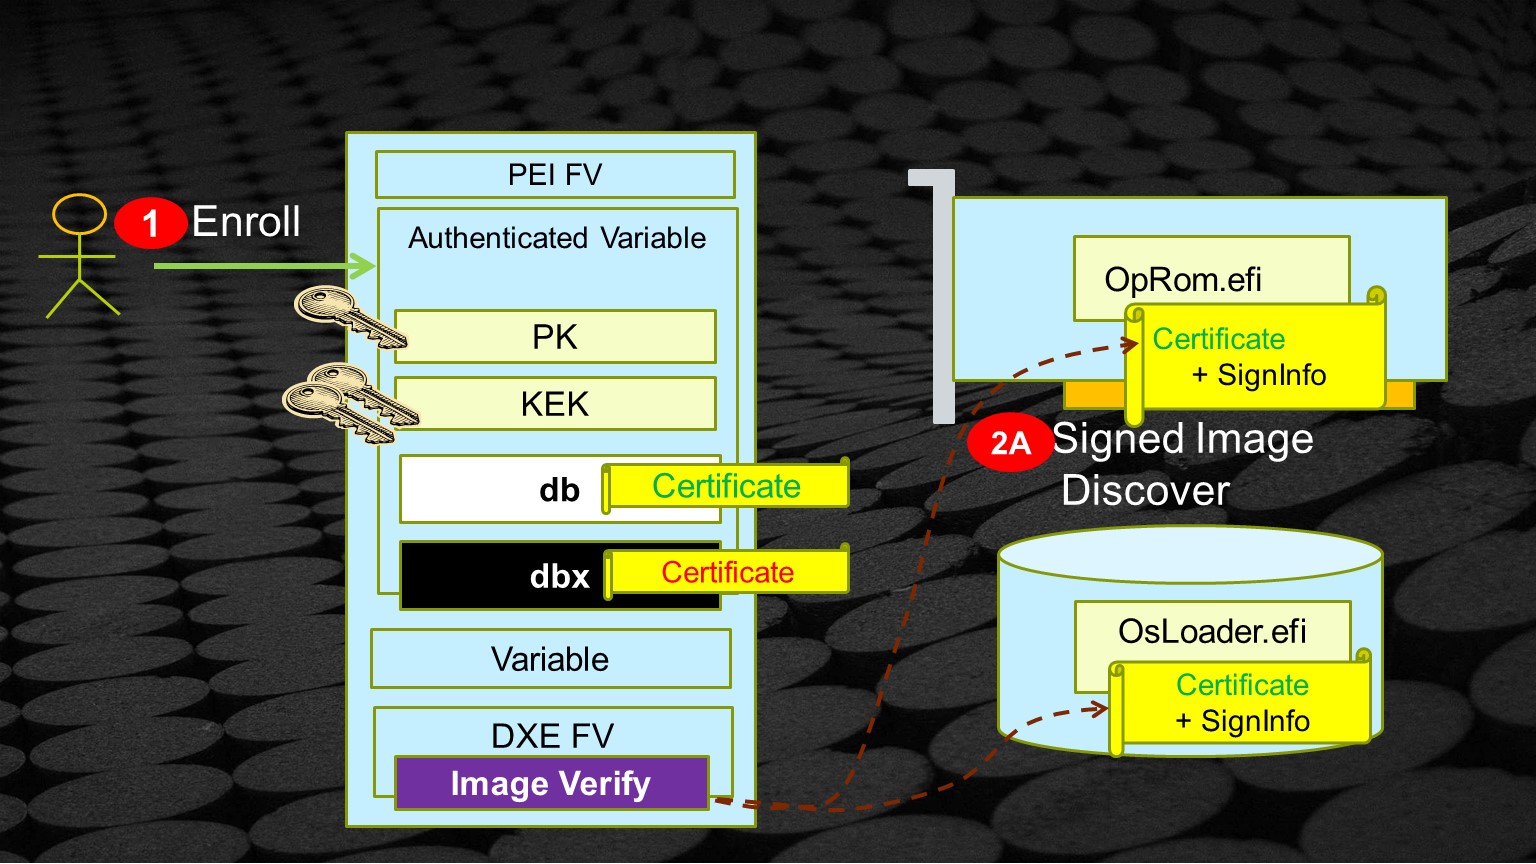 PEI FV
1 Enroll
Authenticated Variable
PK
KEK
db Certificate
dbx Certificate
Variable
DXE FV
Image Verify
OpRom.efi
Certificate
+ SignInfo
2A Signed Image
Discover
OsLoader.efi
Certificate
+ SignInfo